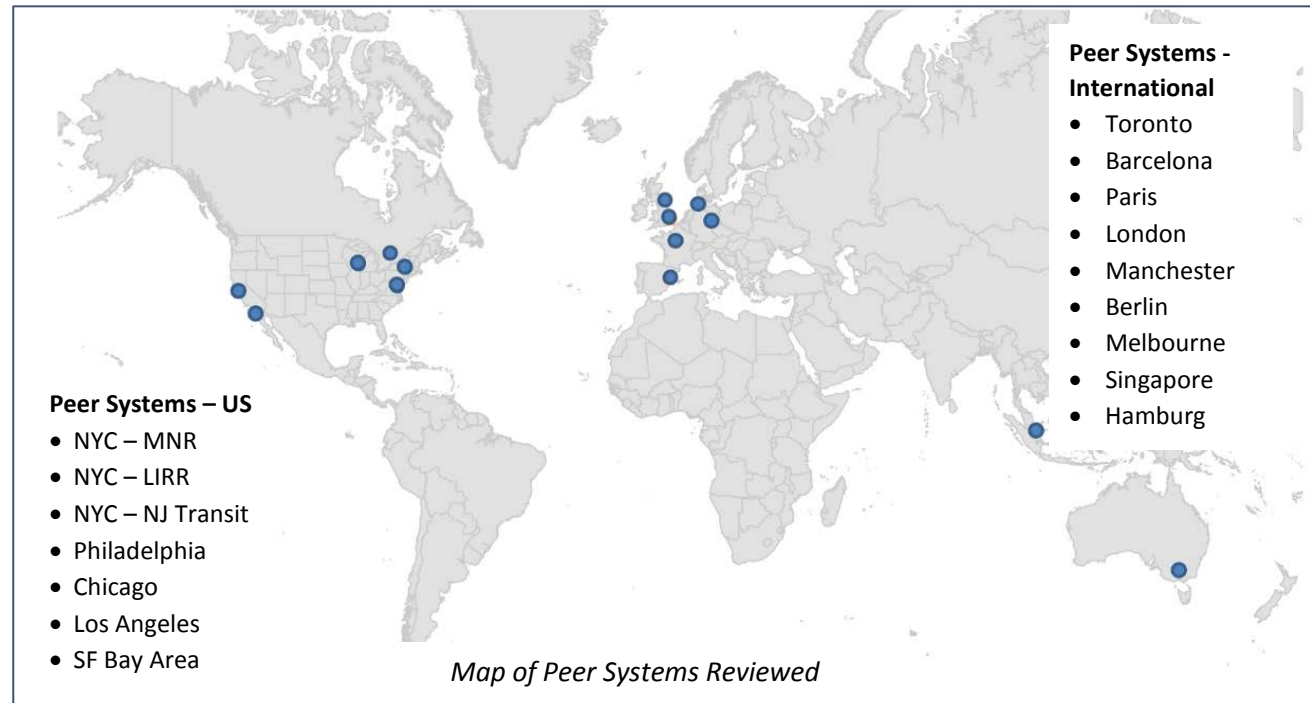 Peer Systems -
International
• Toronto
• Barcelona
• Paris
• London
• Manchester
• Berlin
• Melbourne
• Singapore
• Hamburg
Peer Systems – US
• NYC – MNR
• NYC – LIRR
• NYC – NJ Transit
• Philadelphia
• Chicago
• Los Angeles
• SF Bay Area
Map of Peer Systems Reviewed